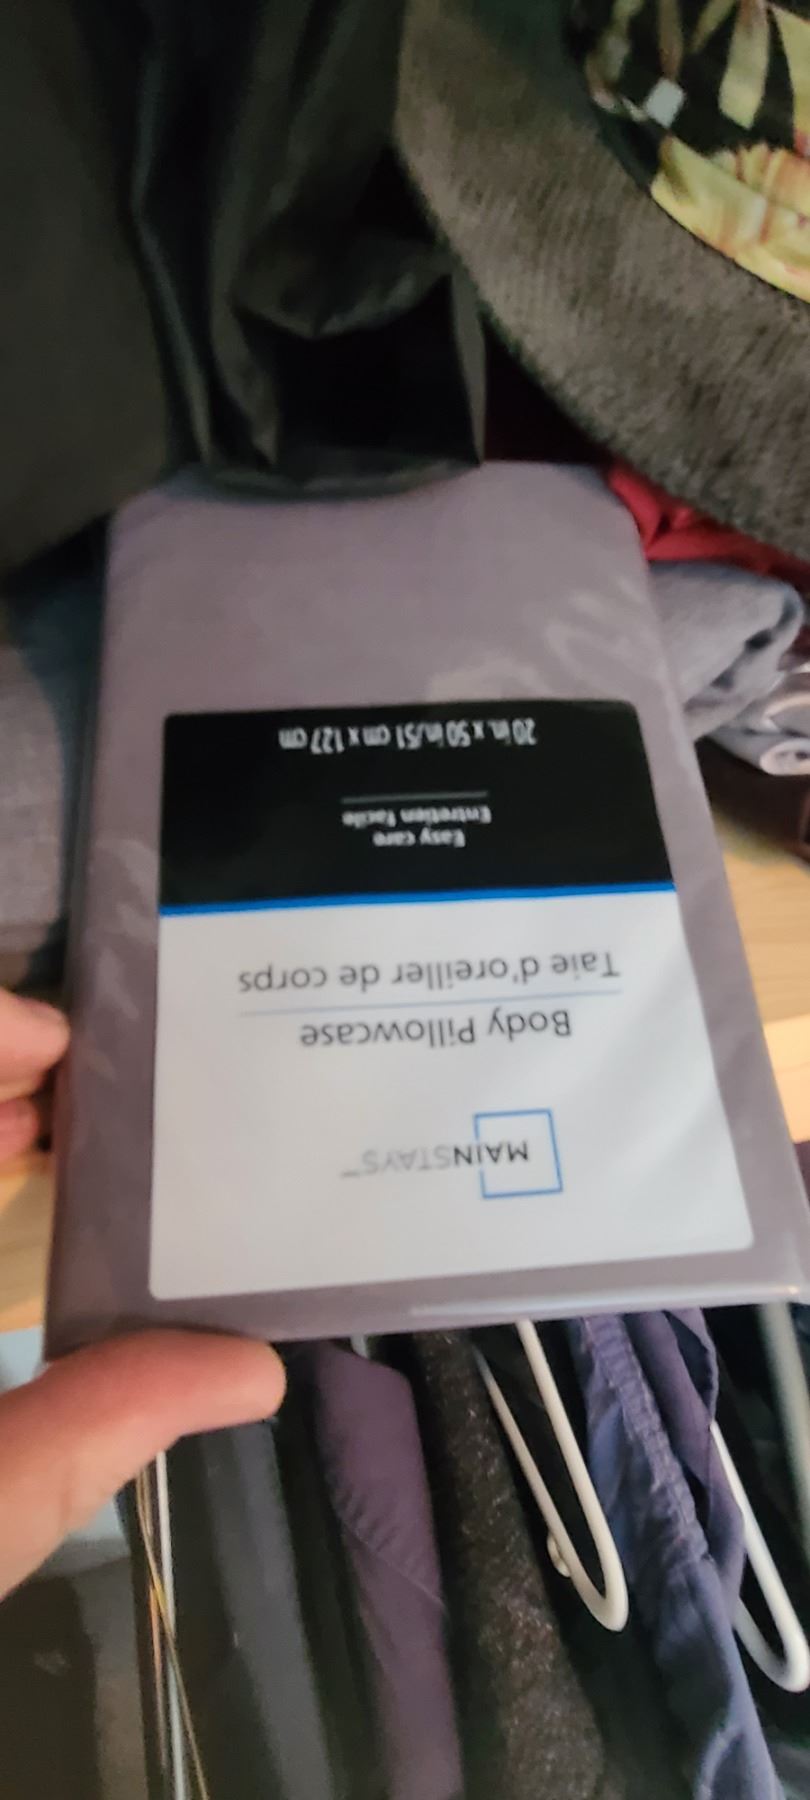 MAINSTAYS™
Body Pillowcase
Taie d'oreiller de corps
Easy care
Entretien facile
20 in. x 50 in./51 cm x 127 cm